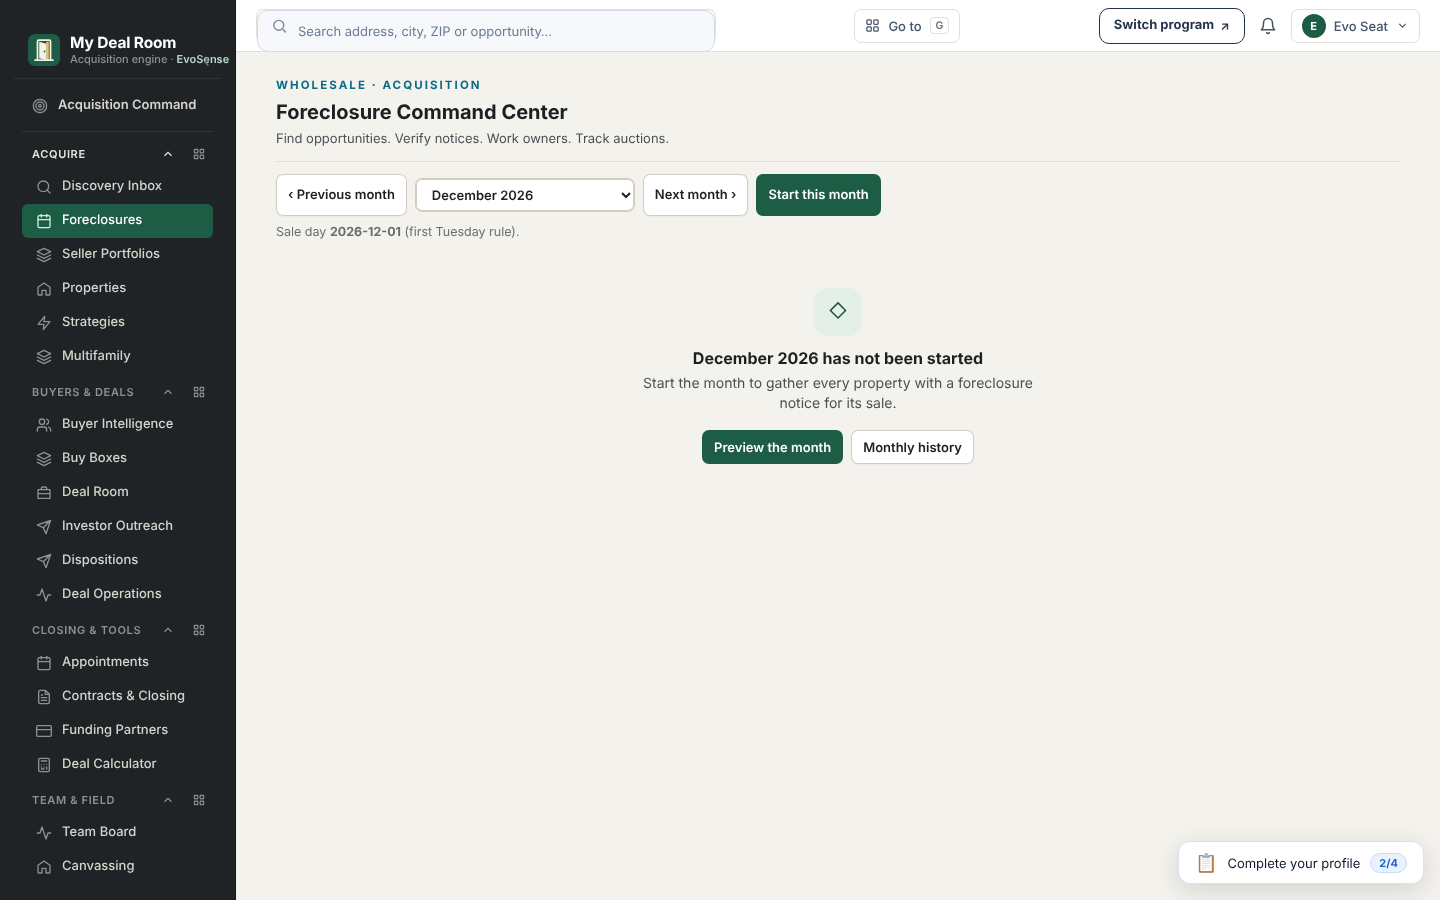 My Deal Room
Acquisition engine · EvoSense
Acquisition Command
ACQUIRE
Discovery Inbox
Foreclosures
Seller Portfolios
Properties
Strategies
Multifamily
BUYERS & DEALS
Buyer Intelligence
Buy Boxes
Deal Room
Investor Outreach
Dispositions
Deal Operations
CLOSING & TOOLS
Appointments
Contracts & Closing
Funding Partners
Deal Calculator
TEAM & FIELD
Team Board
Canvassing
Search address, city, ZIP or opportunity...
Go to G
Switch program ↗
E Evo Seat
WHOLESALE · ACQUISITION
Foreclosure Command Center
Find opportunities. Verify notices. Work owners. Track auctions.
‹ Previous month
December 2026
Next month ›
Start this month
Sale day 2026-12-01 (first Tuesday rule).
December 2026 has not been started
Start the month to gather every property with a foreclosure
notice for its sale.
Preview the month
Monthly history
Complete your profile 2/4